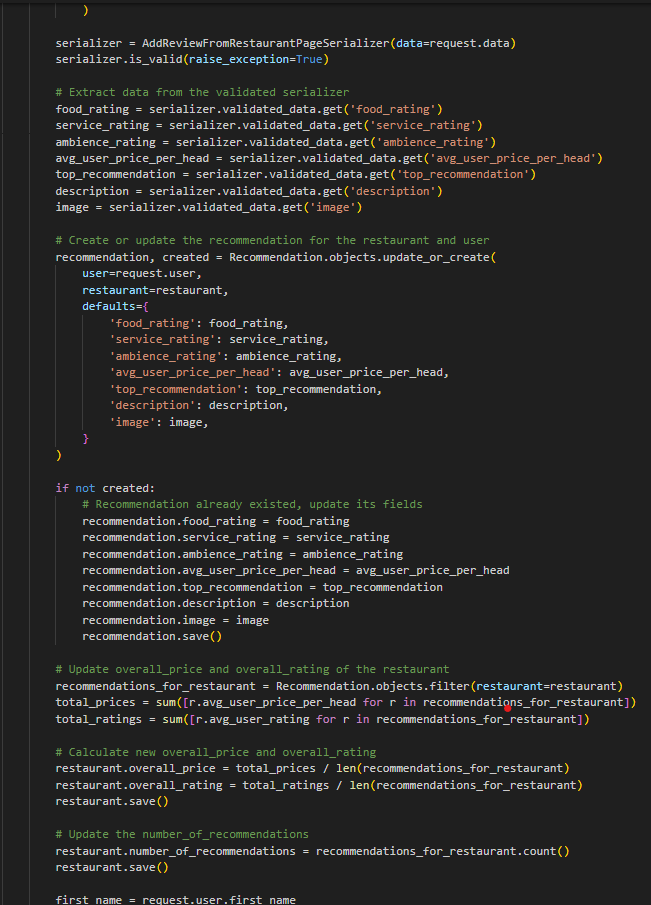 )
serializer = AddReviewFromRestaurantPageSerializer(data=request.data)
serializer.is_valid(raise_exception=True)
# Extract data from the validated serializer
food_rating = serializer.validated_data.get('food_rating')
service_rating = serializer.validated_data.get('service_rating')
ambience_rating = serializer.validated_data.get('ambience_rating')
avg_user_price_per_head = serializer.validated_data.get('avg_user_price_per_head')
top_recommendation = serializer.validated_data.get('top_recommendation')
description = serializer.validated_data.get('description')
image = serializer.validated_data.get('image')
# Create or update the recommendation for the restaurant and user
recommendation, created = Recommendation.objects.update_or_create(
user=request.user,
restaurant=restaurant,
defaults={
'food_rating': food_rating,
'service_rating': service_rating,
'ambience_rating': ambience_rating,
'avg_user_price_per_head': avg_user_price_per_head,
'top_recommendation': top_recommendation,
'description': description,
'image': image,
}
)
if not created:
# Recommendation already existed, update its fields
recommendation.food_rating = food_rating
recommendation.service_rating = service_rating
recommendation.ambience_rating = ambience_rating
recommendation.avg_user_price_per_head = avg_user_price_per_head
recommendation.top_recommendation = top_recommendation
recommendation.description = description
recommendation.image = image
recommendation.save()
# Update overall_price and overall_rating of the restaurant
recommendations_for_restaurant = Recommendation.objects.filter(restaurant=restaurant)
total_prices = sum([r.avg_user_price_per_head for r in recommendations_for_restaurant])
total_ratings = sum([r.avg_user_rating for r in recommendations_for_restaurant])
# Calculate new overall_price and overall_rating
restaurant.overall_price = total_prices / len(recommendations_for_restaurant)
restaurant.overall_rating = total_ratings / len(recommendations_for_restaurant)
restaurant.save()
# Update the number_of_recommendations
restaurant.number_of_recommendations = recommendations_for_restaurant.count()
restaurant.save()
first_name = request.user.first_name